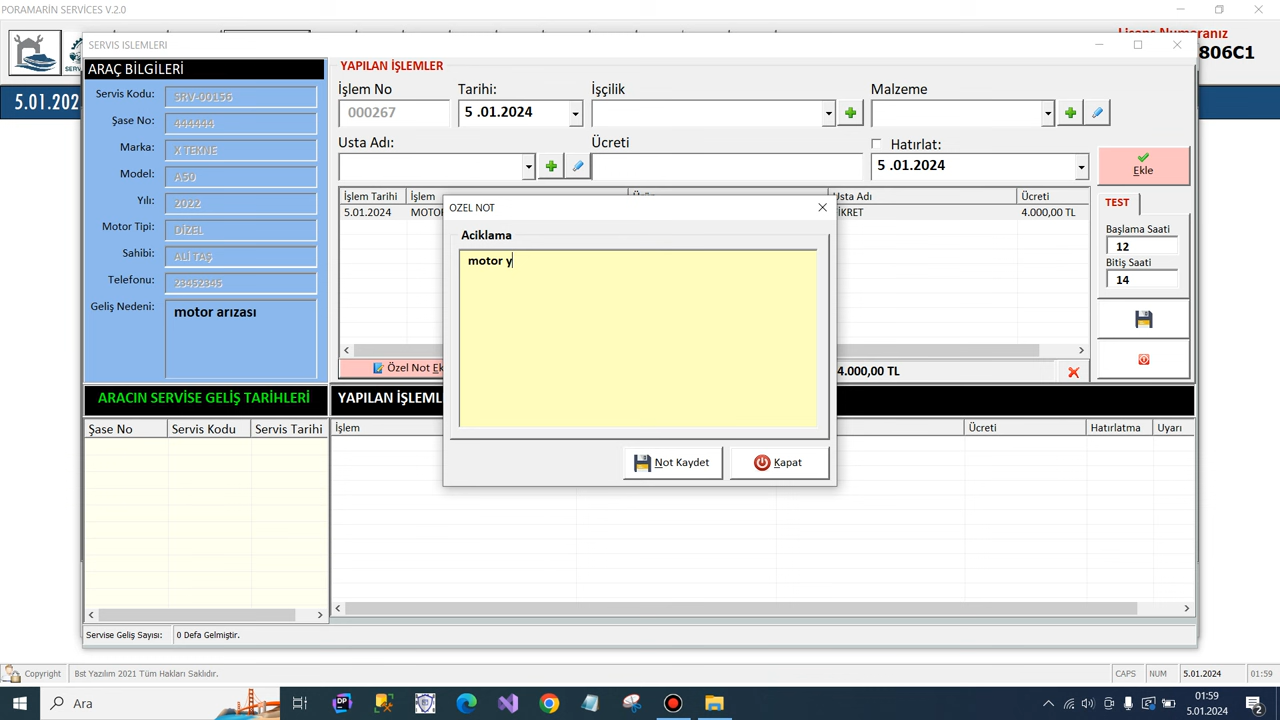 PORAMARIN SERVICES V.2.0
Lisans Numaranız
806C1
5.01.202
SERVIS ISLEMLERI
ARAÇ BİLGİLERİ
Servis Kodu: SRV-00156
Şase No: 444444
Marka: X TEKNE
Model: A50
Yılı: 2022
Motor Tipi: DİZEL
Sahibi: ALİ TAŞ
Telefonu: 23452345
Geliş Nedeni: motor arızası
YAPILAN İŞLEMLER
İşlem No Tarihi: İşçilik Malzeme
000267 5 .01.2024
Usta Adı: Ücreti Hatırlat:
5 .01.2024
Ekle
İşlem Tarihi İşlem Usta Adı Ücreti
5.01.2024 4.000,00 TL
TEST
Başlama Saati
12
Bitiş Saati
14
Özel Not Ek
4.000,00 TL
OZEL NOT
Aciklama
motor y
Not Kaydet Kapat
ARACIN SERVİSE GELİŞ TARİHLERİ YAPILAN İŞLEML
Şase No Servis Kodu Servis Tarihi İşlem Ücreti Hatırlatma Uyarı
Servise Geliş Sayısı: 0 Defa Gelmiştir.
Copyright Bst Yazılım 2021 Tüm Hakları Saklıdır. CAPS NUM 5.01.2024 01:59
Ara
01:59
5.01.2024
2